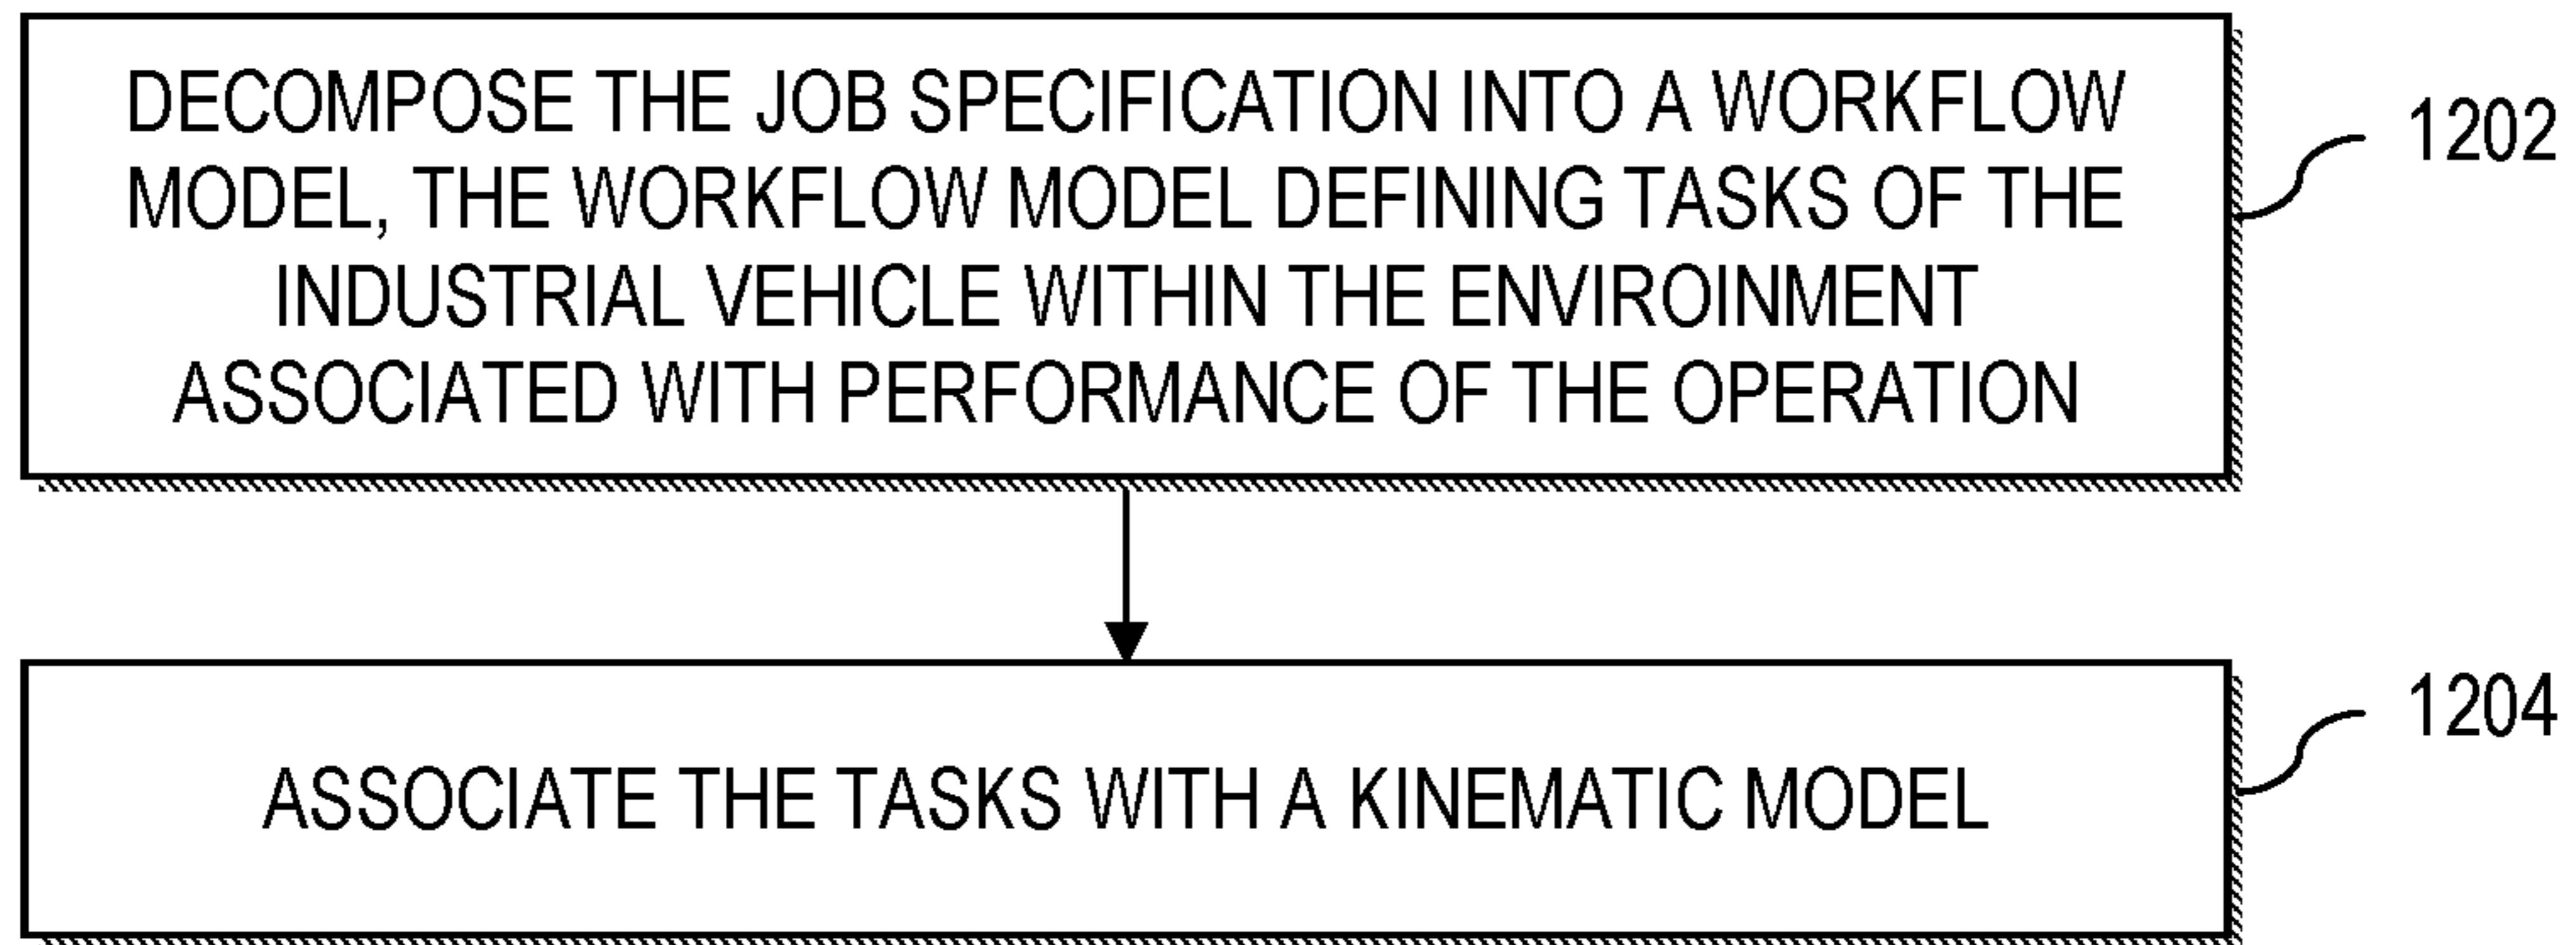 DECOMPOSE THE JOB SPECIFICATION INTO A WORKFLOW
MODEL, THE WORKFLOW MODEL DEFINING TASKS OF THE
INDUSTRIAL VEHICLE WITHIN THE ENVIROINMENT
ASSOCIATED WITH PERFORMANCE OF THE OPERATION
1202
ASSOCIATE THE TASKS WITH A KINEMATIC MODEL
1204